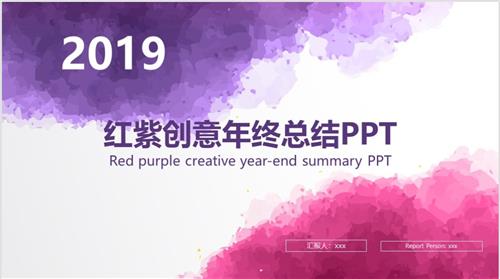 2019
红紫创意年终总结PPT
Red purple creative year-end summary PPT
汇报人：xxx
Report Person: xxx